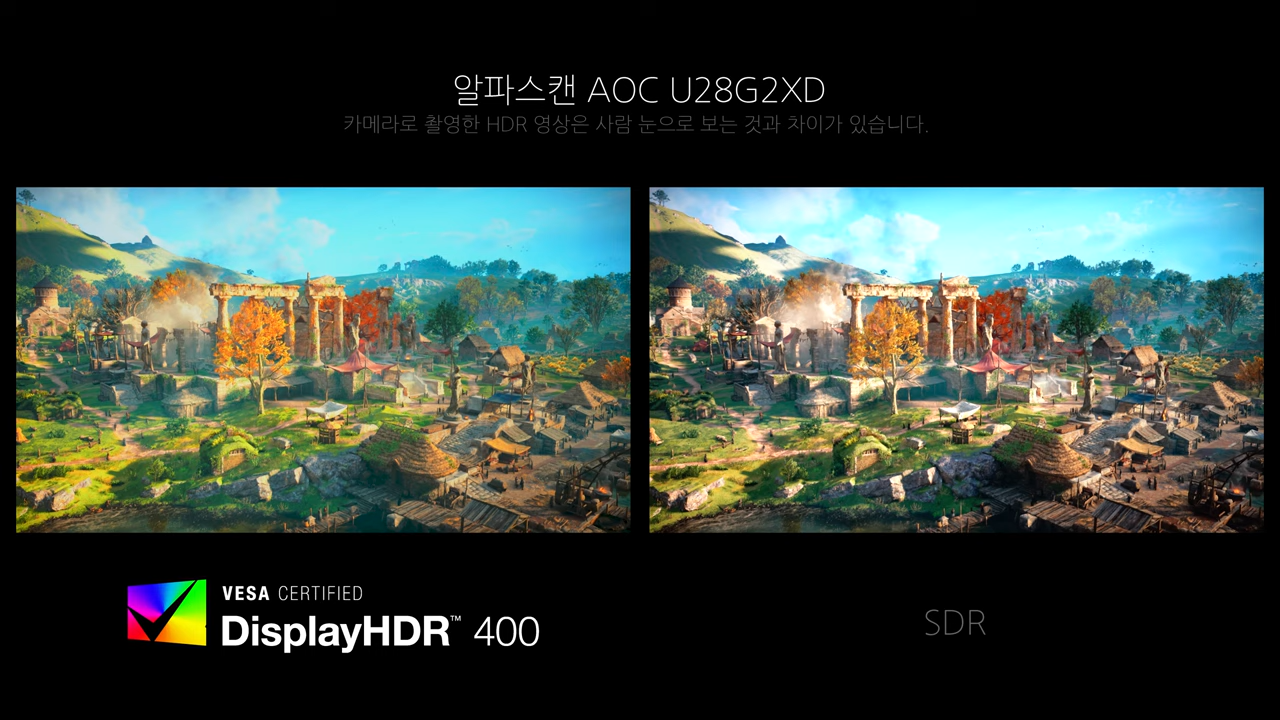 알파스캔 AOC U28G2XD
카메라로 촬영한 HDR 영상은 사람 눈으로 보는 것과 차이가 있습니다.
VESA CERTIFIED
DisplayHDR™ 400
SDR